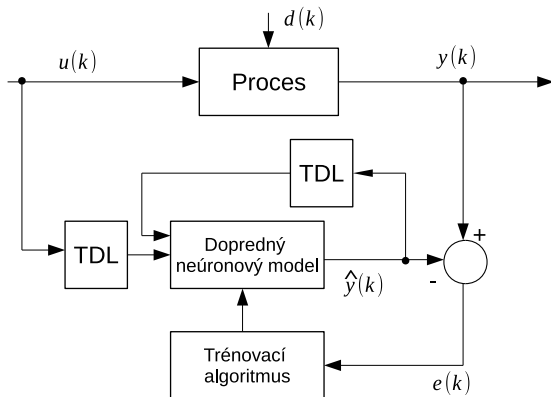 d(k)
u(k)
Proces
y(k)
TDL
TDL
Dopredný
neúronový model
+
-
ŷ(k)
Trénovací
algoritmus
e(k)